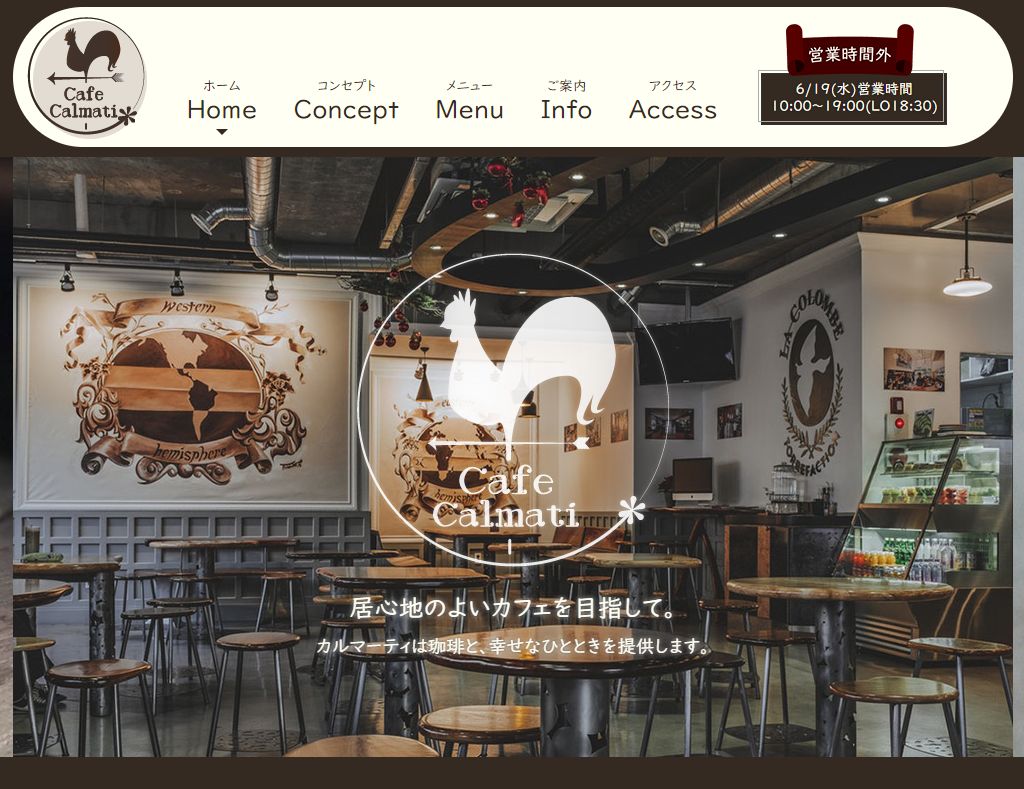 Cafe
Calmati
ホーム
Home
コンセプト
Concept
メニュー
Menu
ご案内
Info
アクセス
Access
営業時間外
6/19(水)営業時間
10:00~19:00(LO18:30)
Western
hemisphere
hemisphere
LA COLOMBE
TORREFACTION
Cafe
Calmati
居心地のよいカフェを目指して。
カルマーティは珈琲と、幸せなひとときを提供します。